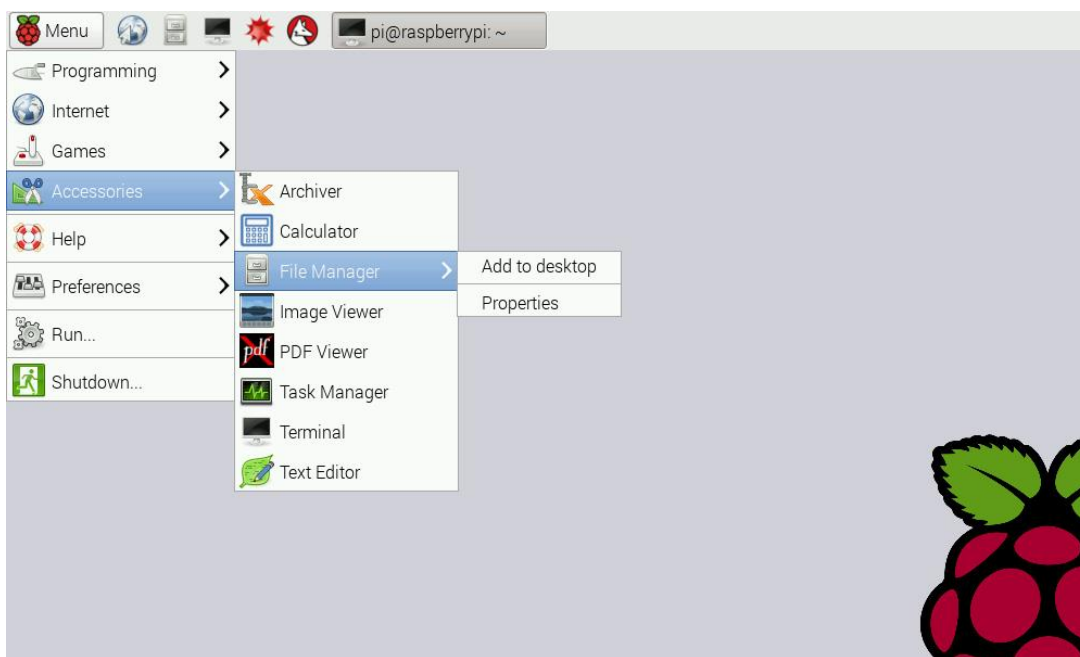 Menu
pi@raspberrypi: ~
Programming
Internet
Games
Accessories
Help
Preferences
Run...
Shutdown...
Archiver
Calculator
File Manager
Image Viewer
pdf PDF Viewer
Task Manager
Terminal
Text Editor
Add to desktop
Properties